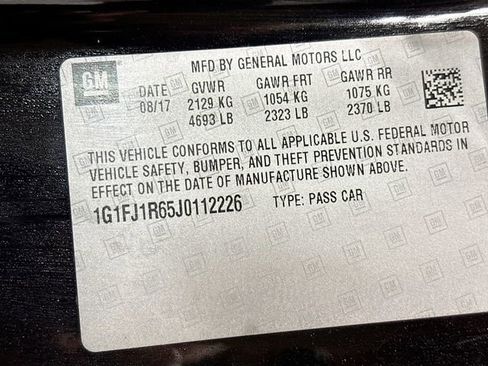 GM
MFD BY GENERAL MOTORS LLC
DATE GVWR GAWR FRT GAWR RR
08/17 2129 KG 1054 KG 1075 KG
4693 LB 2323 LB 2370 LB
THIS VEHICLE CONFORMS TO ALL APPLICABLE U.S. FEDERAL MOTOR
VEHICLE SAFETY, BUMPER, AND THEFT PREVENTION STANDARDS IN
EFFECT ON THE DATE OF MANUFACTURE SHOWN ABOVE.
1G1FJ1R65J0112226 TYPE: PASS CAR